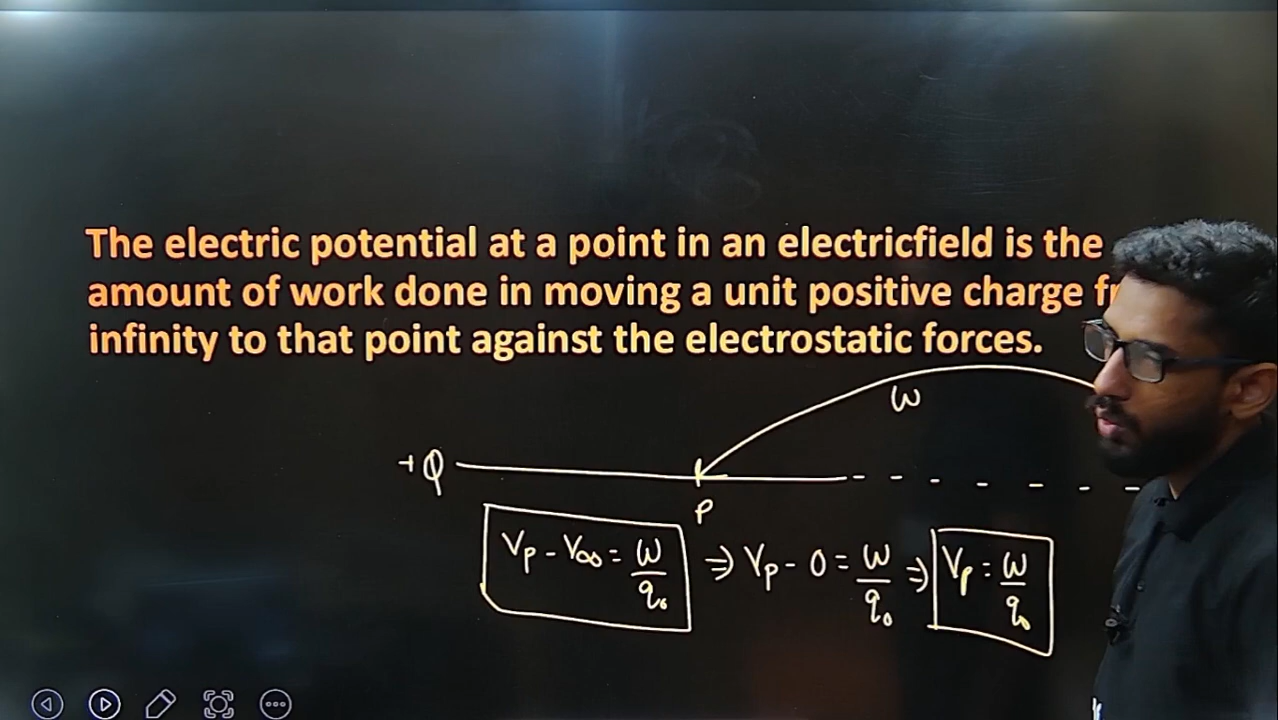 The electric potential at a point in an electricfield is the
amount of work done in moving a unit positive charge
infinity to that point against the electrostatic forces.
W
+Q
P
Vp - V∞ = W/q₀ ⇒ Vp - 0 = W/q₀ ⇒ Vp = W/q₀